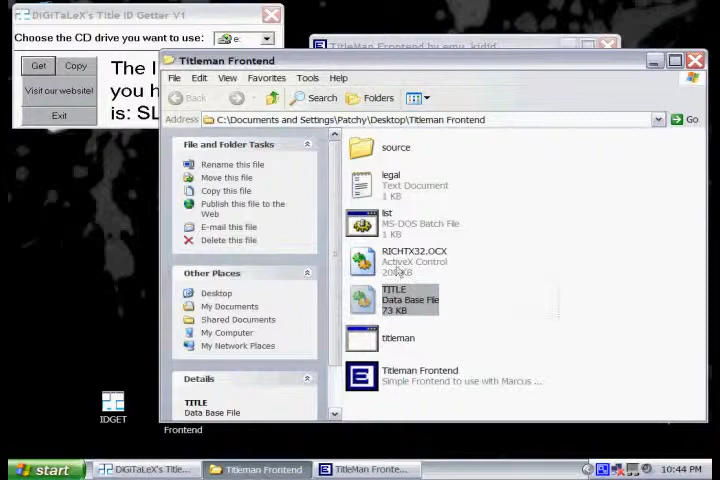 DiGiTaLeX's Title ID Getter V1
Choose the CD drive you want to use:
e:
Get
Copy
Visit our website!
Exit
The I
you h
is: SL
TitleMan Frontend by emu_kidid
Titleman Frontend
File Edit View Favorites Tools Help
Back
Search
Folders
Address
C:\Documents and Settings\Patchy\Desktop\Titleman Frontend
Go
File and Folder Tasks
Rename this file
Move this file
Copy this file
Publish this file to the
Web
E-mail this file
Delete this file
Other Places
Desktop
My Documents
Shared Documents
My Computer
My Network Places
Details
TITLE
Data Base File
source
legal
Text Document
1 KB
list
MS-DOS Batch File
1 KB
RICHTX32.OCX
ActiveX Control
TITLE
Data Base File
73 KB
titleman
Titleman Frontend
Simple Frontend to use with Marcus ...
IDGET
Frontend
start
DiGiTaLeX's Title...
Titleman Frontend
TitleMan Fronte...
10:44 PM